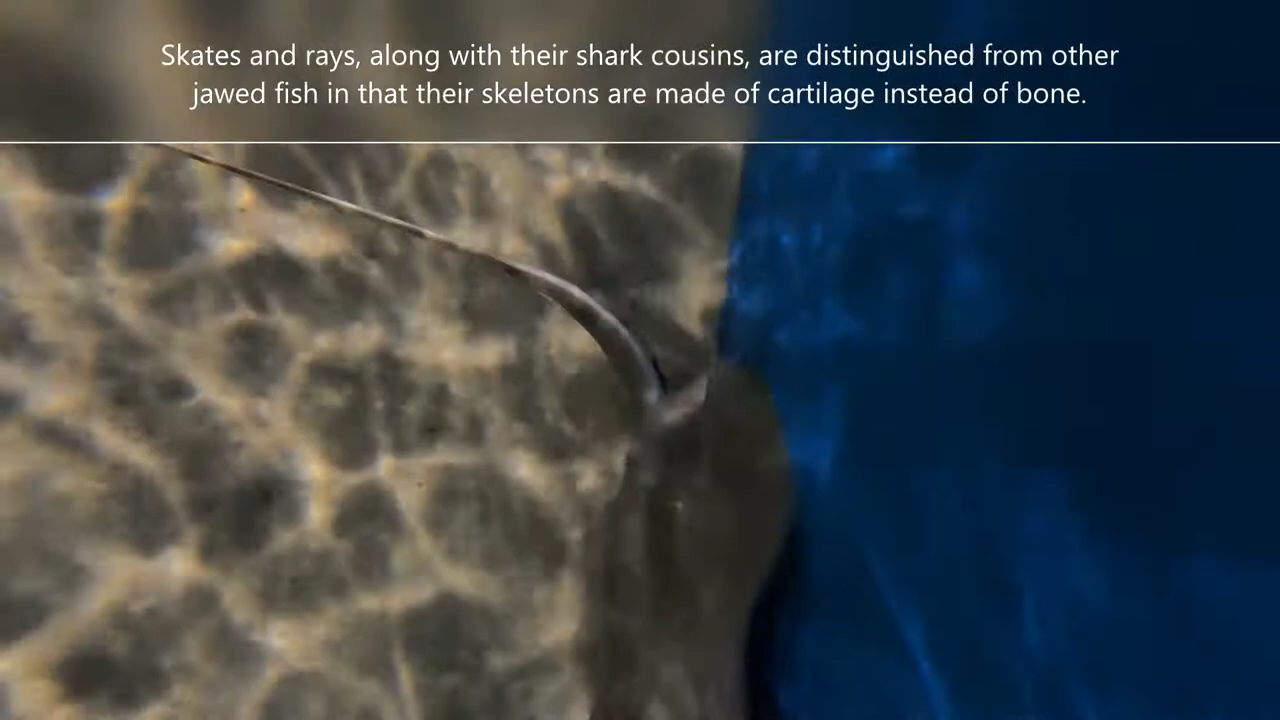 Skates and rays, along with their shark cousins, are distinguished from other
jawed fish in that their skeletons are made of cartilage instead of bone.